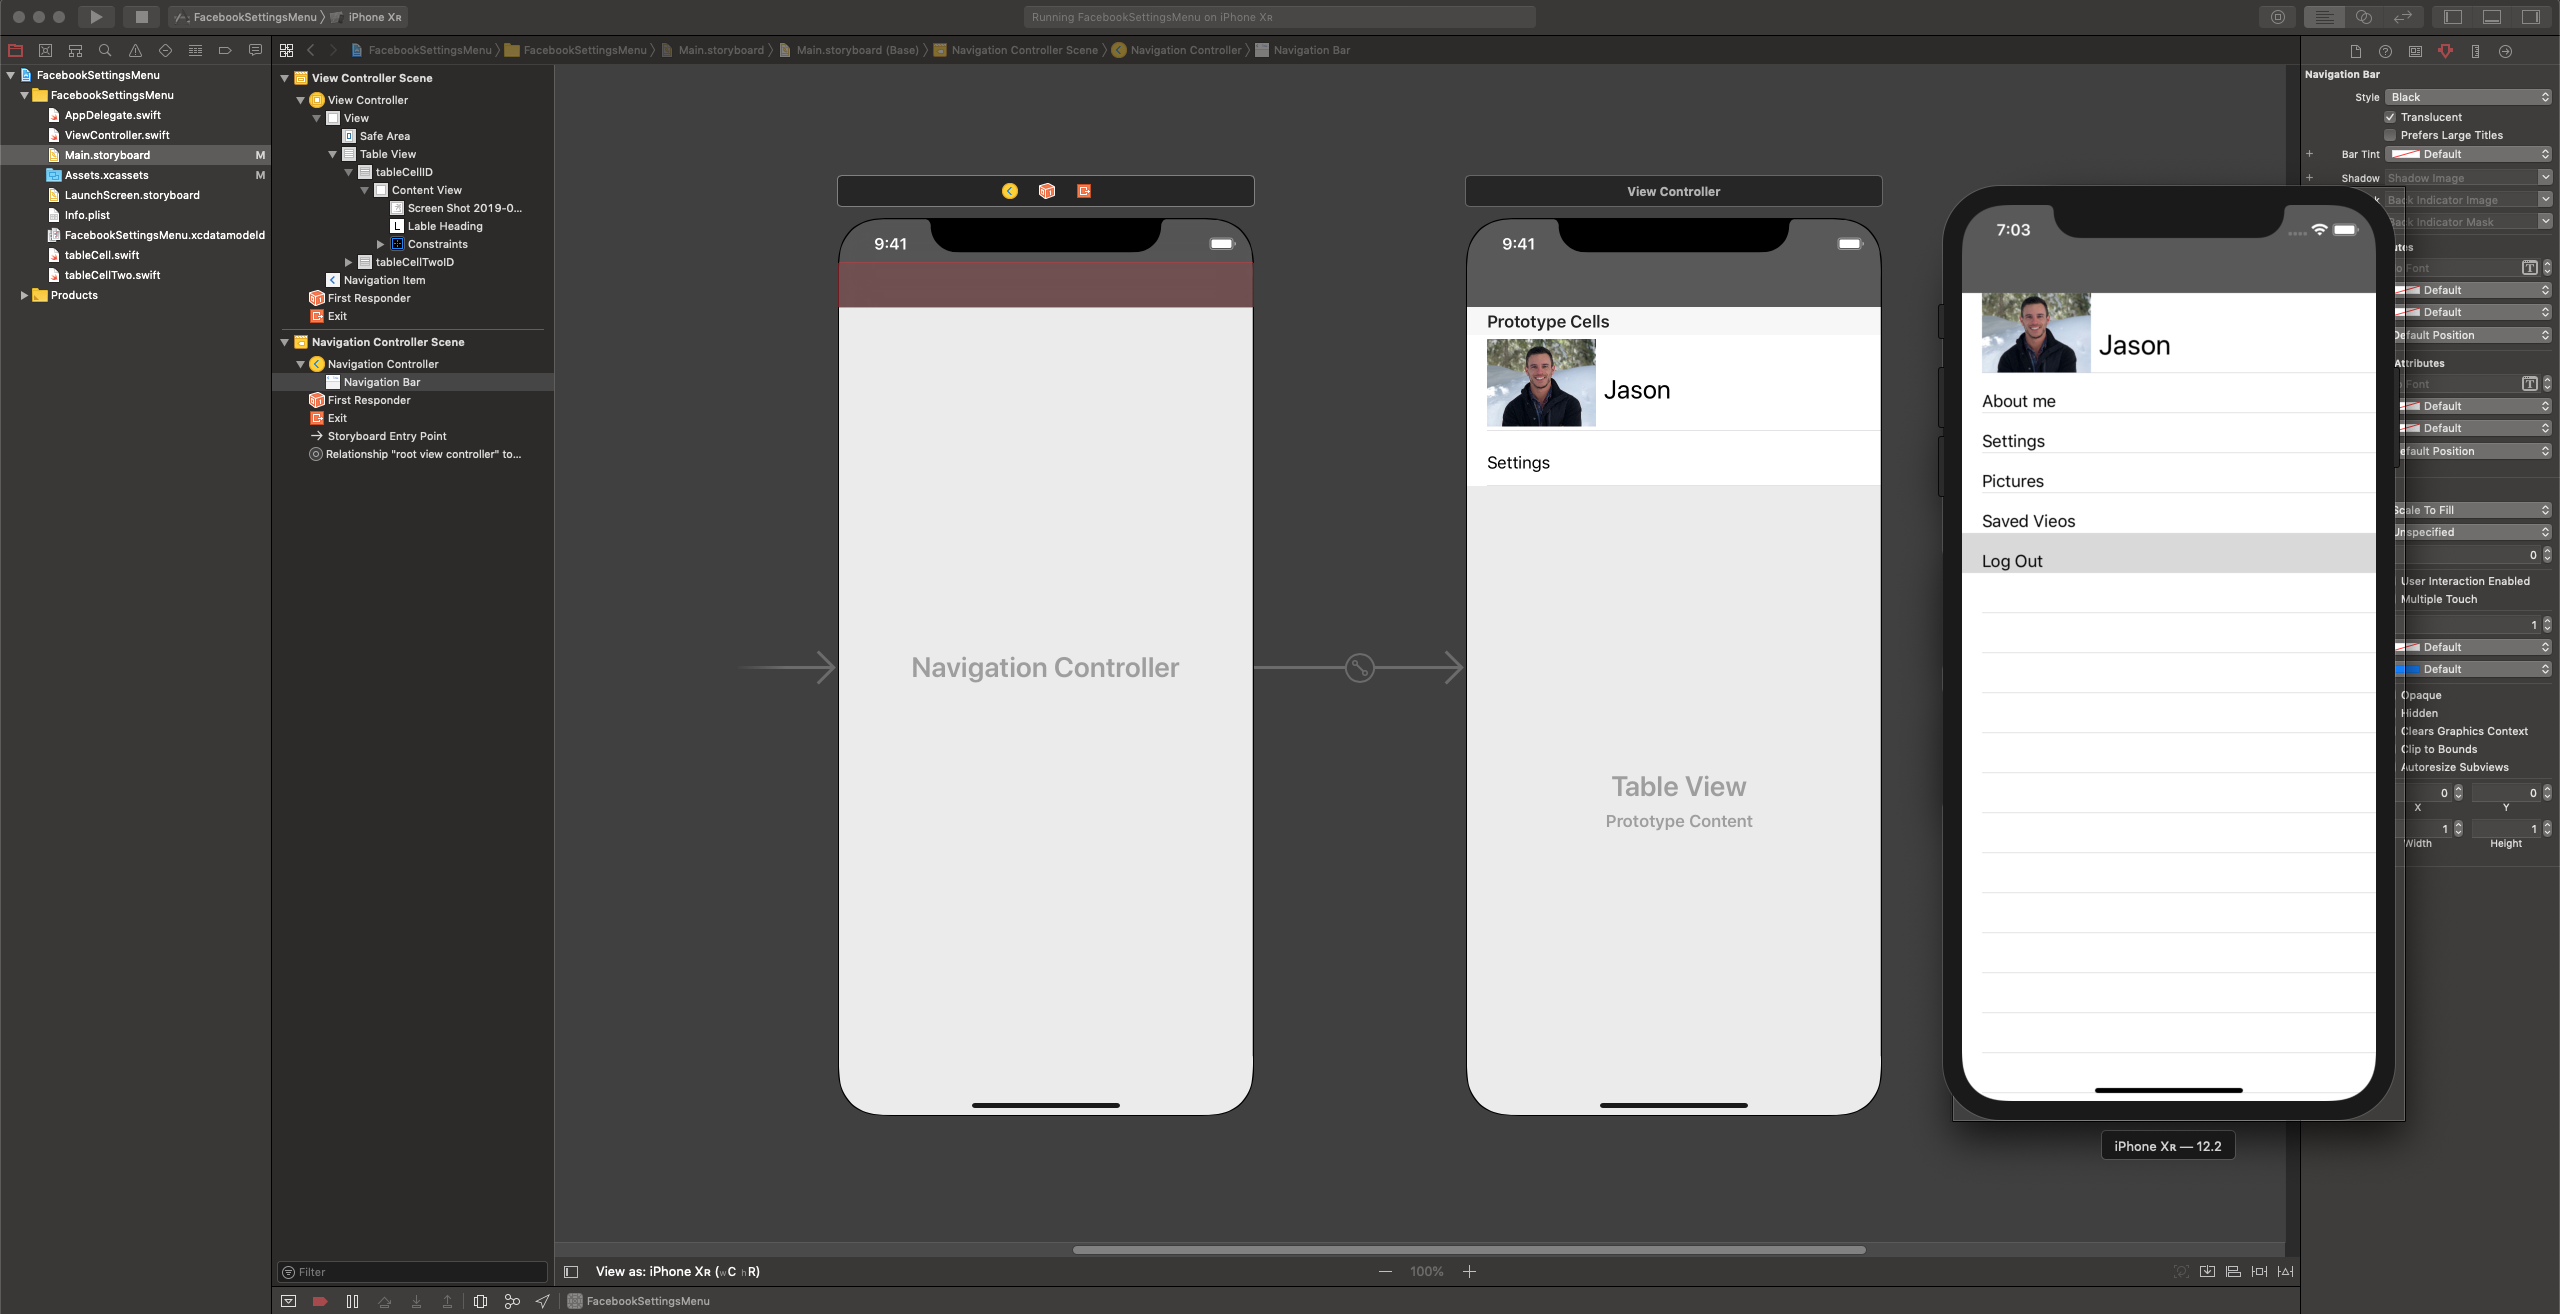 FacebookSettingsMenu
iPhone Xʀ
Running FacebookSettingsMenu on iPhone Xʀ
FacebookSettingsMenu
FacebookSettingsMenu
Main.storyboard
Main.storyboard (Base)
Navigation Controller Scene
Navigation Controller
Navigation Bar
FacebookSettingsMenu
FacebookSettingsMenu
AppDelegate.swift
ViewController.swift
Main.storyboard M
Assets.xcassets M
LaunchScreen.storyboard
Info.plist
FacebookSettingsMenu.xcdatamodeld
tableCell.swift
tableCellTwo.swift
Products
View Controller Scene
View Controller
View
Safe Area
Table View
tableCellID
Content View
Screen Shot 2019-0...
L Lable Heading
Constraints
tableCellTwoID
Navigation Item
First Responder
Exit
Navigation Controller Scene
Navigation Controller
Navigation Bar
First Responder
Exit
Storyboard Entry Point
Relationship "root view controller" to...
Filter
9:41
Navigation Controller
View Controller
9:41
Prototype Cells
Jason
Settings
Table View
Prototype Content
7:03
Jason
About me
Settings
Pictures
Saved Vieos
Log Out
iPhone Xʀ — 12.2
Navigation Bar
Style Black
Translucent
Prefers Large Titles
Bar Tint Default
Shadow Shadow Image
Back Indicator Image
Back Indicator Mask
Font
Default
Default
Default Position
Attributes
Font
Default
Default
Default Position
Scale To Fill
Unspecified
0
User Interaction Enabled
Multiple Touch
1
Default
Default
Opaque
Hidden
Clears Graphics Context
Clip to Bounds
Autoresize Subviews
0 0
X Y
1 1
Width Height
View as: iPhone Xʀ (wC hR)
100%
FacebookSettingsMenu